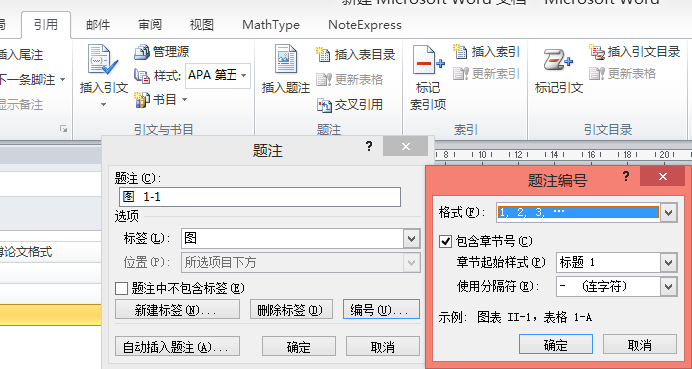 新建 Microsoft Word 文档 - Microsoft Word
引用 邮件 审阅 视图 MathType NoteExpress
插入尾注
下一条脚注
显示备注
插入引文
管理源
样式: APA 第五
书目
引文与书目
插入题注
插入表目录
更新表格
交叉引用
题注
标记
索引项
插入索引
更新索引
索引
标记引文
插入引文目录
更新表格
引文目录
8 10 12 14 16 18 20
论文格式
题注
? ×
题注(C):
图 1-1
选项
标签(L): 图
位置(P): 所选项目下方
题注中不包含标签(E)
新建标签(N)... 删除标签(D) 编号(U)...
自动插入题注(A)... 确定 取消
题注编号
? ×
格式(F): 1, 2, 3, …
包含章节号(C)
章节起始样式(P) 标题 1
使用分隔符(E): - (连字符)
示例: 图表 II-1，表格 1-A
确定 取消